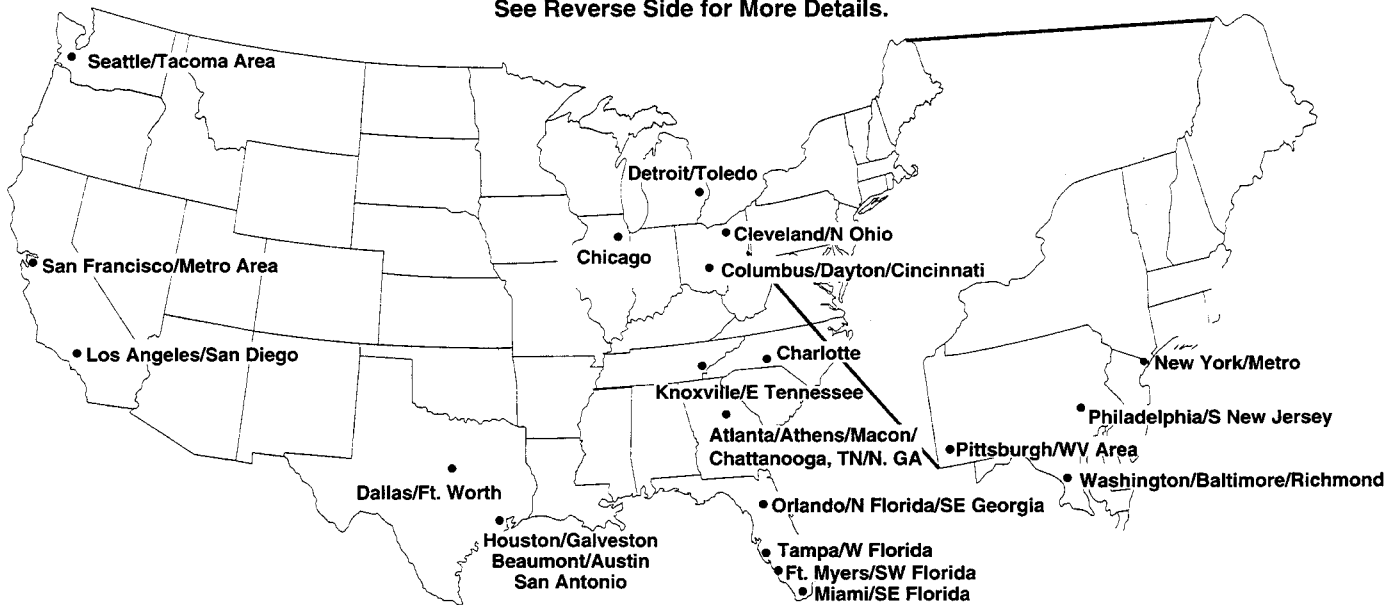 See Reverse Side for More Details.
Seattle/Tacoma Area
Detroit/Toledo
Cleveland/N Ohio
Chicago
San Francisco/Metro Area
Columbus/Dayton/Cincinnati
Los Angeles/San Diego
Charlotte
New York/Metro
Knoxville/E Tennessee
Philadelphia/S New Jersey
Atlanta/Athens/Macon/
Chattanooga, TN/N. GA
Pittsburgh/WV Area
Washington/Baltimore/Richmond
Dallas/Ft. Worth
Orlando/N Florida/SE Georgia
Houston/Galveston
Beaumont/Austin
San Antonio
Tampa/W Florida
Ft. Myers/SW Florida
Miami/SE Florida